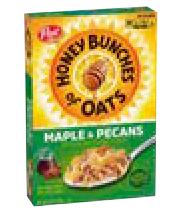 Post
HONEY BUNCHES
of OATS
MAPLE & PECANS